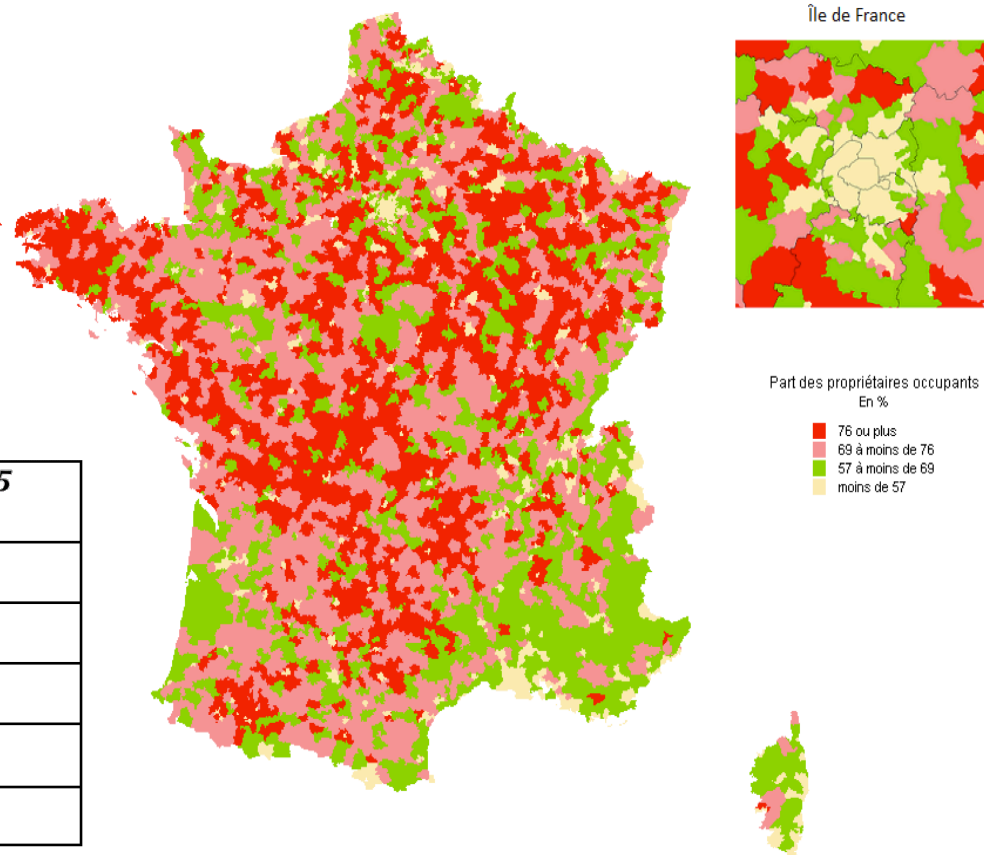 Île de France
Part des propriétaires occupants
En %
76 ou plus
69 à moins de 76
57 à moins de 69
moins de 57
5